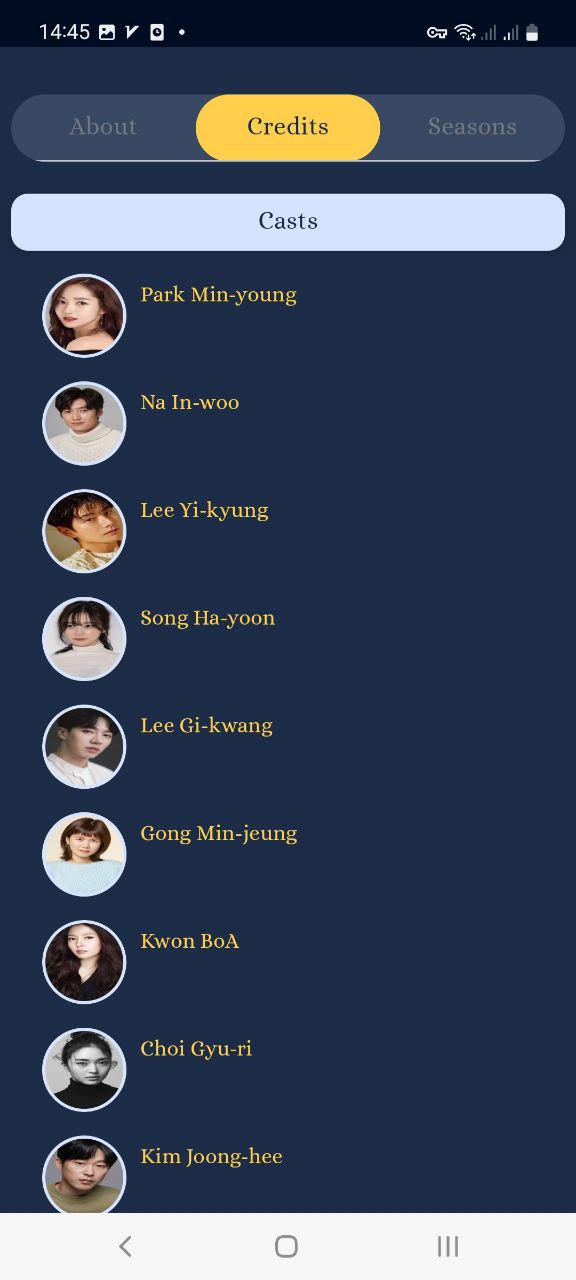 14:45
About
Credits
Seasons
Casts
Park Min-young
Na In-woo
Lee Yi-kyung
Song Ha-yoon
Lee Gi-kwang
Gong Min-jeung
Kwon BoA
Choi Gyu-ri
Kim Joong-hee